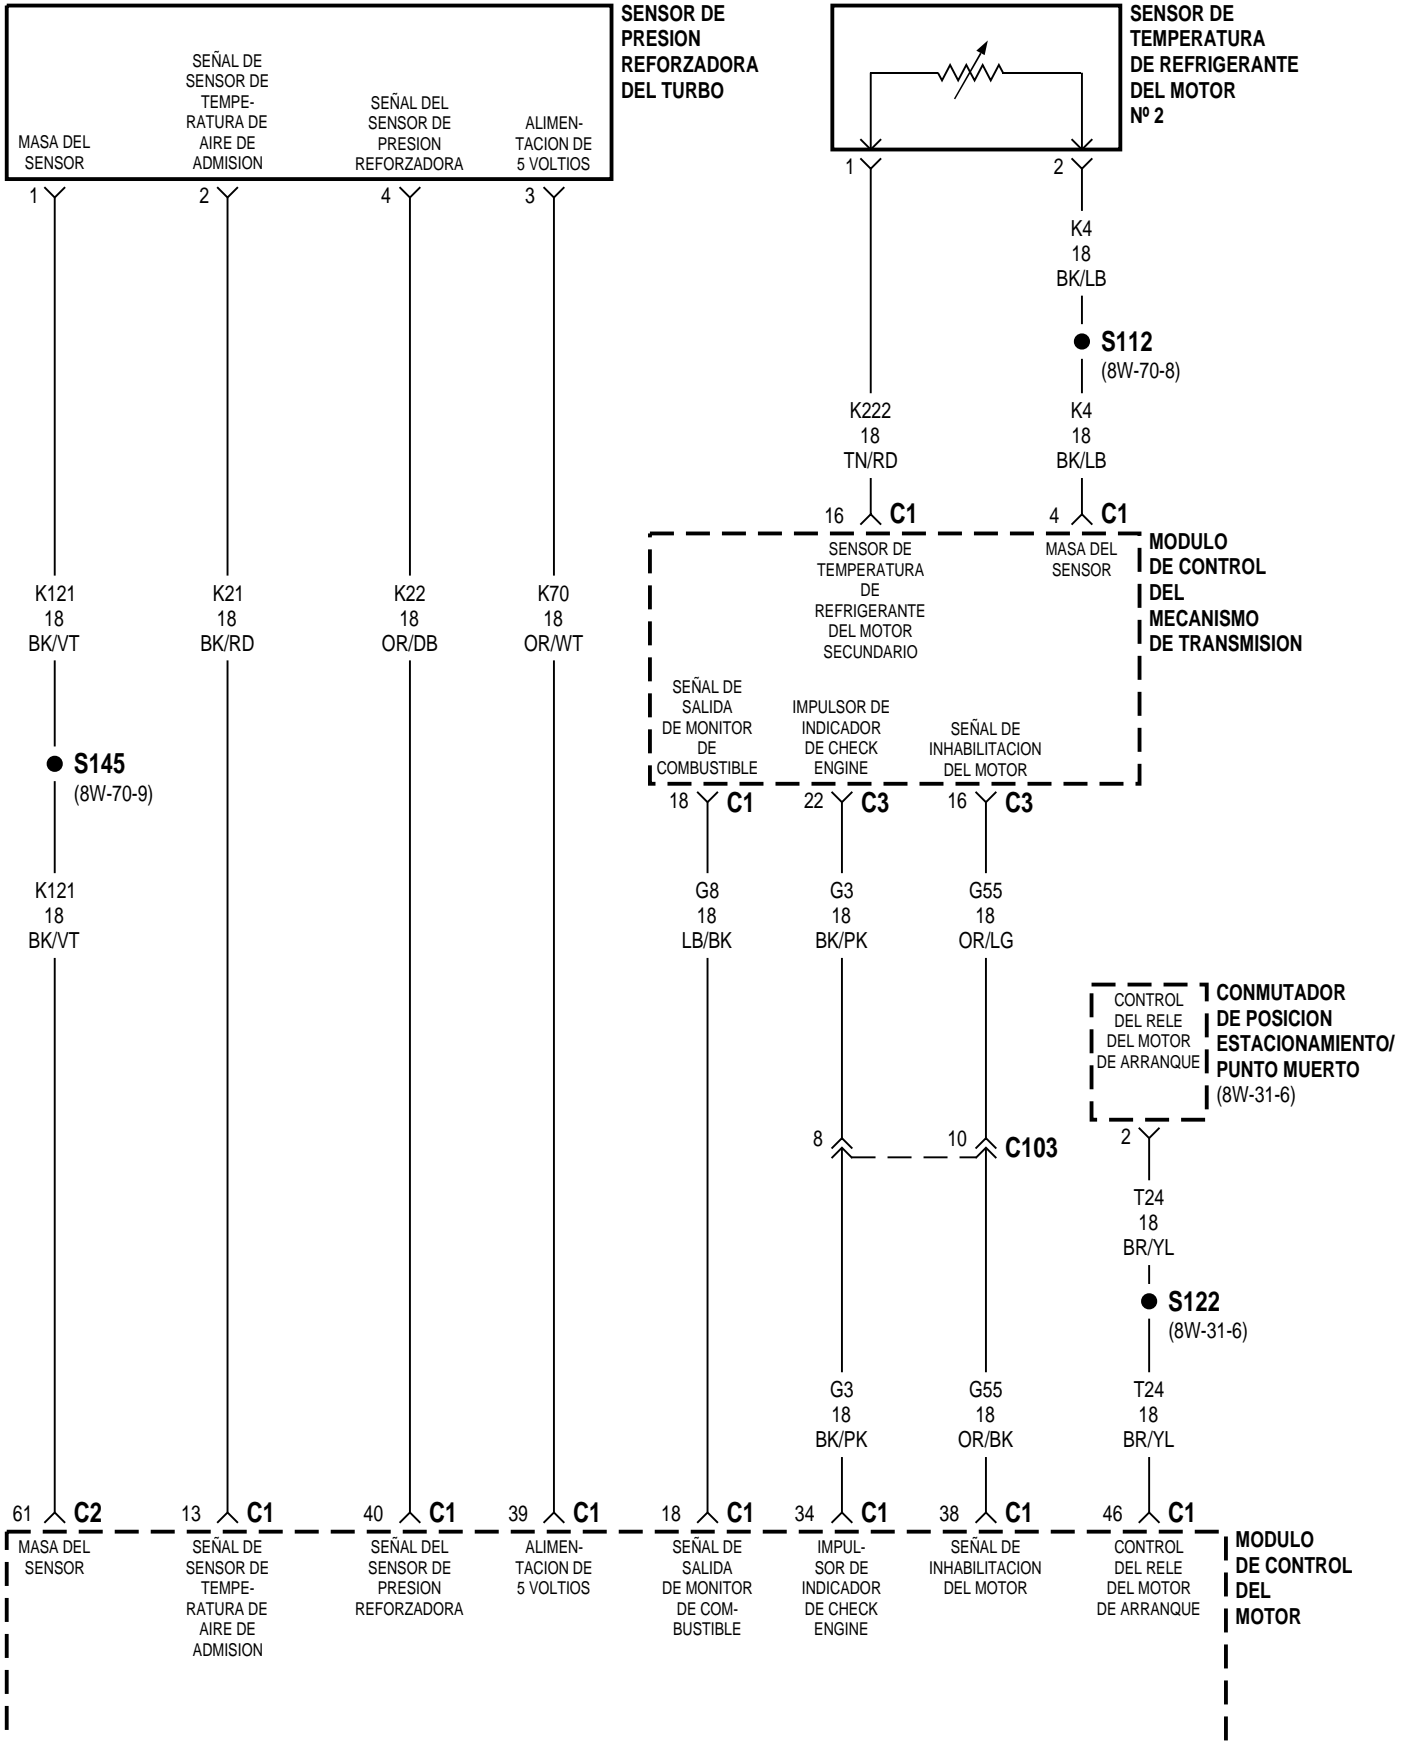 SENSOR DE
PRESION
REFORZADORA
DEL TURBO
MASA DEL
SENSOR
SEÑAL DE
SENSOR DE
TEMPE-
RATURA DE
AIRE DE
ADMISION
SEÑAL DEL
SENSOR DE
PRESION
REFORZADORA
ALIMEN-
TACION DE
5 VOLTIOS
1
2
4
3
SENSOR DE
TEMPERATURA
DE REFRIGERANTE
DEL MOTOR
Nº 2
1
2
K4
18
BK/LB
S112
(8W-70-8)
K222
18
TN/RD
K4
18
BK/LB
16 C1
4 C1
MODULO
DE CONTROL
DEL
MECANISMO
DE TRANSMISION
SENSOR DE
TEMPERATURA
DE
REFRIGERANTE
DEL MOTOR
SECUNDARIO
MASA DEL
SENSOR
K121
18
BK/VT
K21
18
BK/RD
K22
18
OR/DB
K70
18
OR/WT
SEÑAL DE
SALIDA
DE MONITOR
DE
COMBUSTIBLE
IMPULSOR DE
INDICADOR
DE CHECK
ENGINE
SEÑAL DE
INHABILITACION
DEL MOTOR
S145
(8W-70-9)
18 C1
22 C3
16 C3
K121
18
BK/VT
G8
18
LB/BK
G3
18
BK/PK
G55
18
OR/LG
CONTROL
DEL RELE
DEL MOTOR
DE ARRANQUE
CONMUTADOR
DE POSICION
ESTACIONAMIENTO/
PUNTO MUERTO
(8W-31-6)
8
10 C103
2
T24
18
BR/YL
S122
(8W-31-6)
G3
18
BK/PK
G55
18
OR/BK
T24
18
BR/YL
61 C2
13 C1
40 C1
39 C1
18 C1
34 C1
38 C1
46 C1
MASA DEL
SENSOR
SEÑAL DE
SENSOR DE
TEMPE-
RATURA DE
AIRE DE
ADMISION
SEÑAL DEL
SENSOR DE
PRESION
REFORZADORA
ALIMEN-
TACION DE
5 VOLTIOS
SEÑAL DE
SALIDA
DE MONITOR
DE COM-
BUSTIBLE
IMPUL-
SOR DE
INDICADOR
DE CHECK
ENGINE
SEÑAL DE
INHABILITACION
DEL MOTOR
CONTROL
DEL RELE
DEL MOTOR
DE ARRANQUE
MODULO
DE CONTROL
DEL
MOTOR